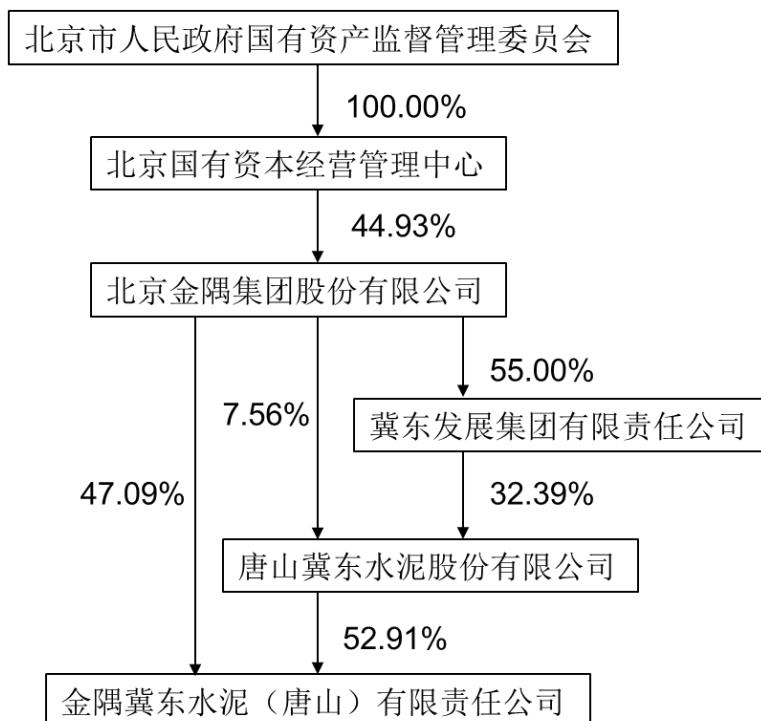 北京市人民政府国有资产监督管理委员会
100.00%
北京国有资本经营管理中心
44.93%
北京金隅集团股份有限公司
55.00%
7.56%
冀东发展集团有限责任公司
47.09%
32.39%
唐山冀东水泥股份有限公司
52.91%
金隅冀东水泥（唐山）有限责任公司